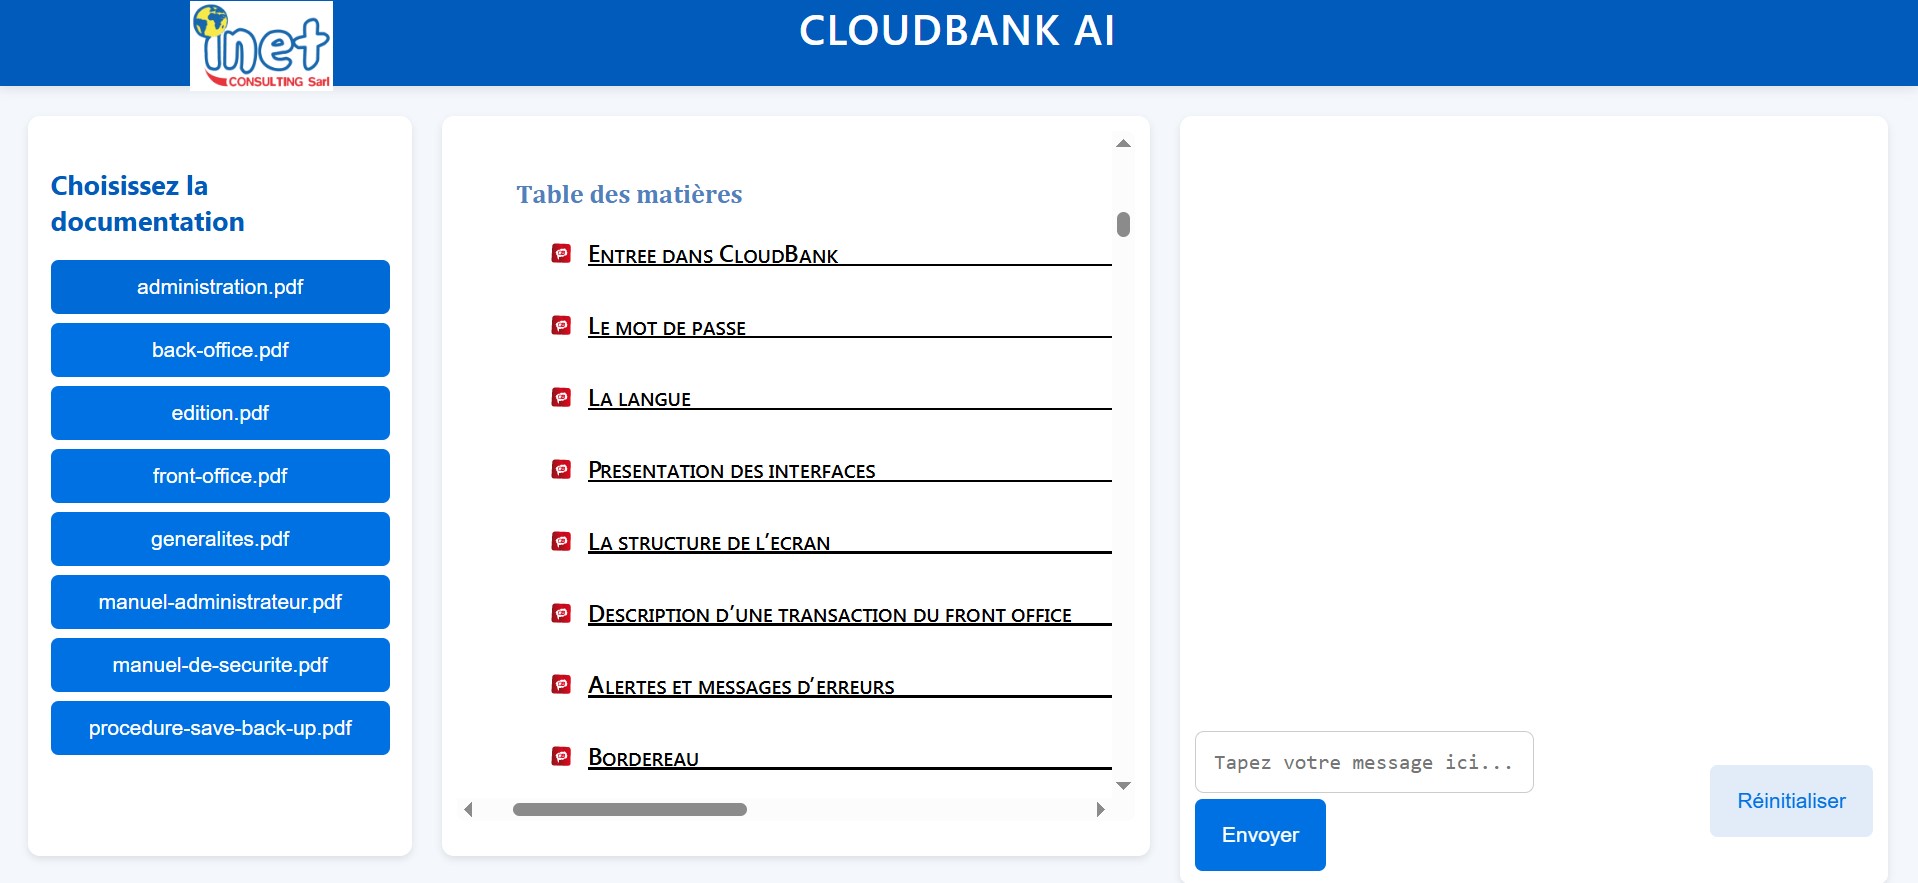 inet
CONSULTING Sarl
CLOUDBANK AI
Choisissez la
documentation
administration.pdf
back-office.pdf
edition.pdf
front-office.pdf
generalites.pdf
manuel-administrateur.pdf
manuel-de-securite.pdf
procedure-save-back-up.pdf
Table des matières
ENTREE DANS CLOUDBANK
LE MOT DE PASSE
LA LANGUE
PRESENTATION DES INTERFACES
LA STRUCTURE DE L'ECRAN
DESCRIPTION D'UNE TRANSACTION DU FRONT OFFICE
ALERTES ET MESSAGES D'ERREURS
BORDEREAU
Tapez votre message ici...
Envoyer
Réinitialiser